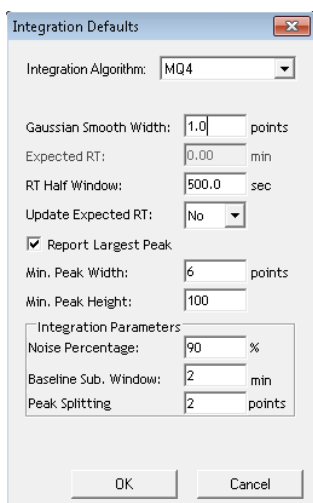 Integration Defaults
Integration Algorithm: MQ4
Gaussian Smooth Width: 1.0 points
Expected RT: 0.00 min
RT Half Window: 500.0 sec
Update Expected RT: No
Report Largest Peak
Min. Peak Width: 6 points
Min. Peak Height: 100
Integration Parameters
Noise Percentage: 90 %
Baseline Sub. Window: 2 min
Peak Splitting 2 points
OK Cancel